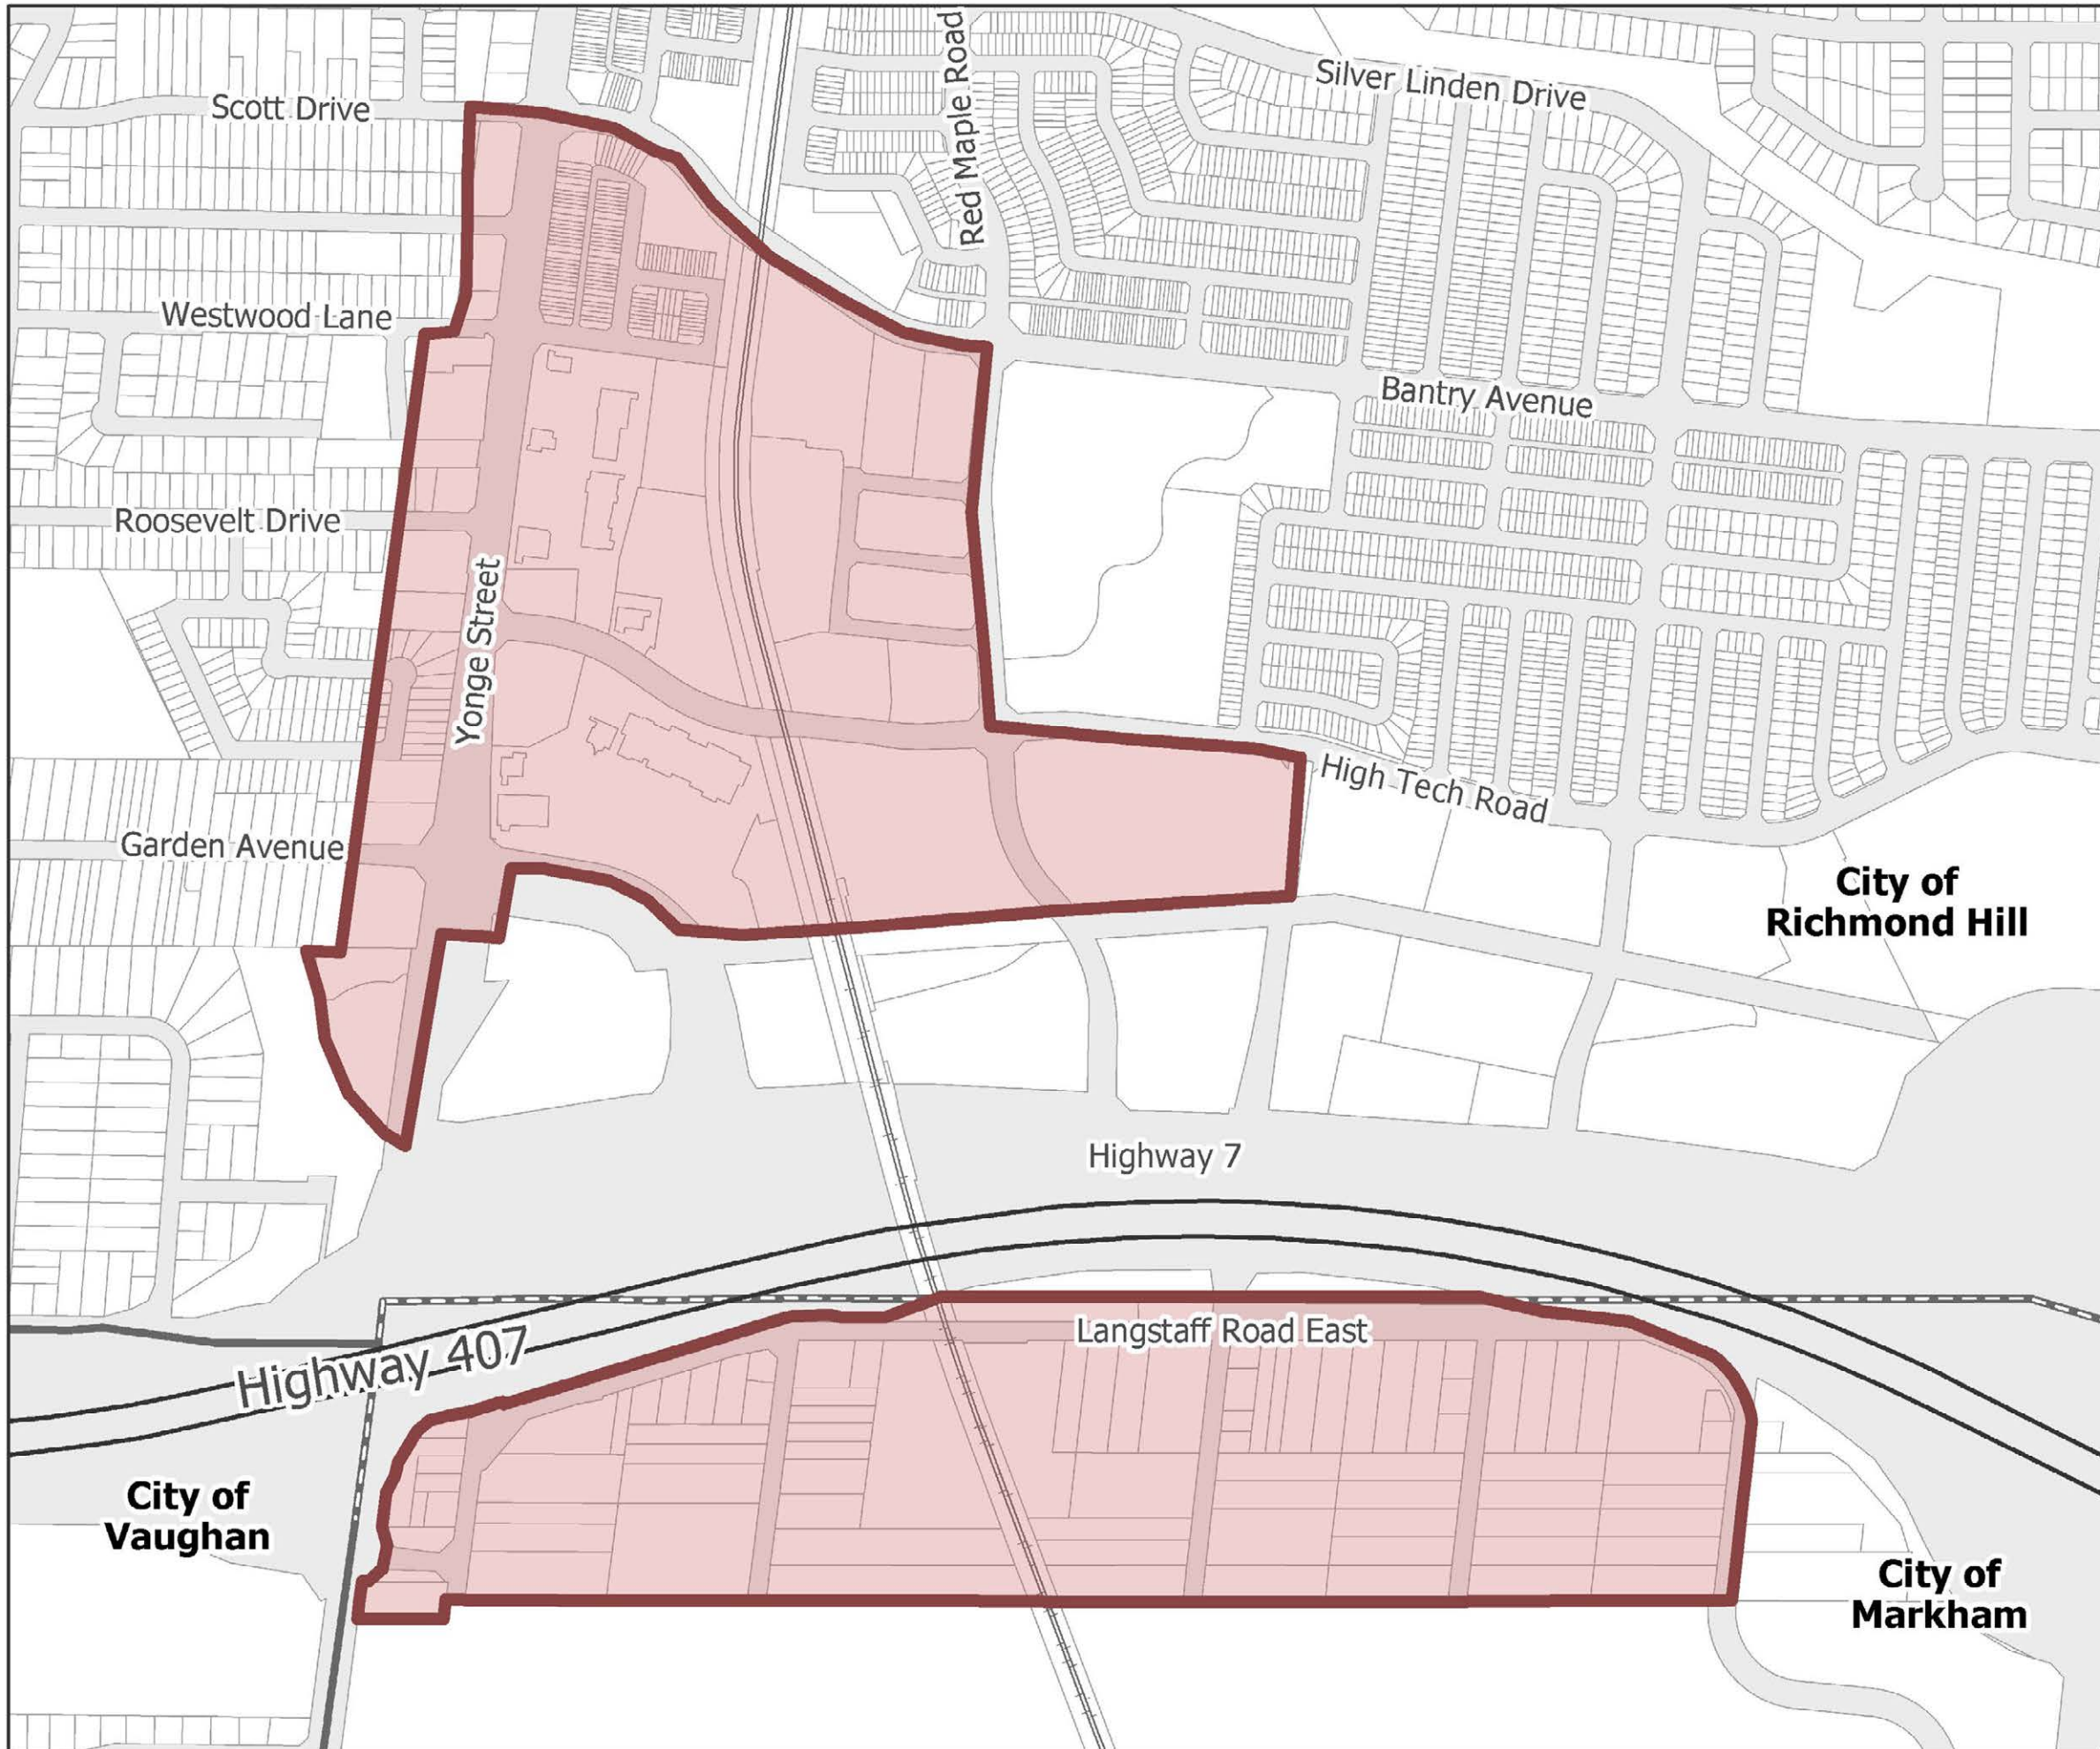 Scott Drive
Red Maple Road
Silver Linden Drive
Westwood Lane
Bantry Avenue
Roosevelt Drive
Yonge Street
High Tech Road
Garden Avenue
City of
Richmond Hill
Highway 7
Langstaff Road East
Highway 407
City of
Vaughan
City of
Markham